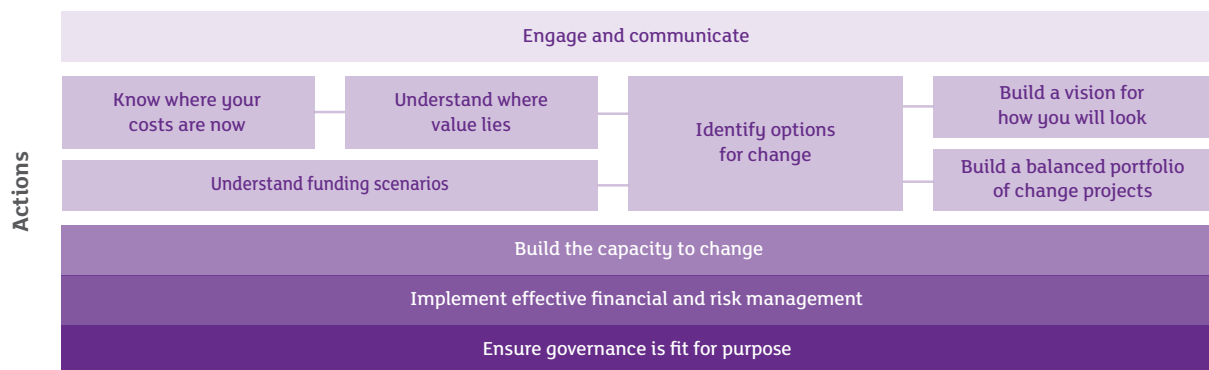 Actions
Engage and communicate
Know where your
costs are now
Understand where
value lies
Understand funding scenarios
Identify options
for change
Build a vision for
how you will look
Build a balanced portfolio
of change projects
Build the capacity to change
Implement effective financial and risk management
Ensure governance is fit for purpose